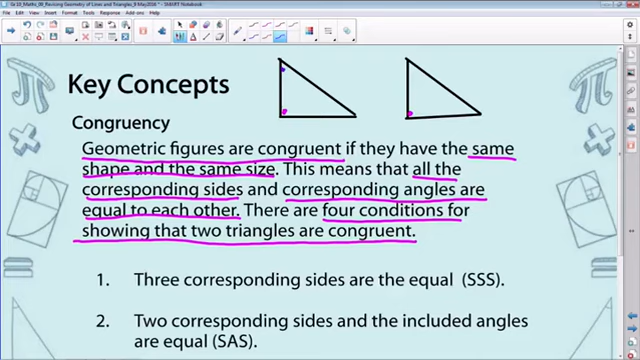 Gr 10_Maths_09_Revising Geometry of Lines and Triangles_8 May2016 * - SMART Notebook
File Edit View Insert Format Tools Add-ons Help
Key Concepts
Congruency
Geometric figures are congruent if they have the same
shape and the same size. This means that all the
corresponding sides and corresponding angles are
equal to each other. There are four conditions for
showing that two triangles are congruent.
1. Three corresponding sides are the equal (SSS).
2. Two corresponding sides and the included angles
are equal (SAS).